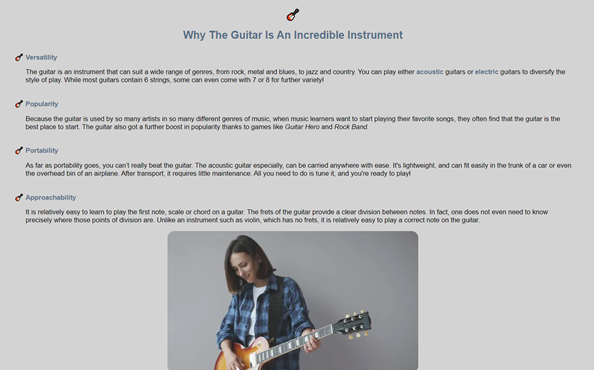 Why The Guitar Is An Incredible Instrument
Versatility
The guitar is an instrument that can suit a wide range of genres, from rock, metal and blues, to jazz and country. You can play either acoustic guitars or electric guitars to diversify the
style of play. While most guitars contain 6 strings, some can even come with 7 or 8 for further variety!
Popularity
Because the guitar is used by so many artists in so many different genres of music, when music learners want to start playing their favorite songs, they often find that the guitar is the
best place to start. The guitar also got a further boost in popularity thanks to games like Guitar Hero and Rock Band.
Portability
As far as portability goes, you can't really beat the guitar. The acoustic guitar especially, can be carried anywhere with ease. It's lightweight, and can fit easily in the trunk of a car or even
the overhead bin of an airplane. After transport, it requires little maintenance. All you need to do is tune it, and you're ready to play!
Approachability
It is relatively easy to learn to play the first note, scale or chord on a guitar. The frets of the guitar provide a clear division between notes. In fact, one does not even need to know
precisely where those points of division are. Unlike an instrument such as violin, which has no frets, it is relatively easy to play a correct note on the guitar.